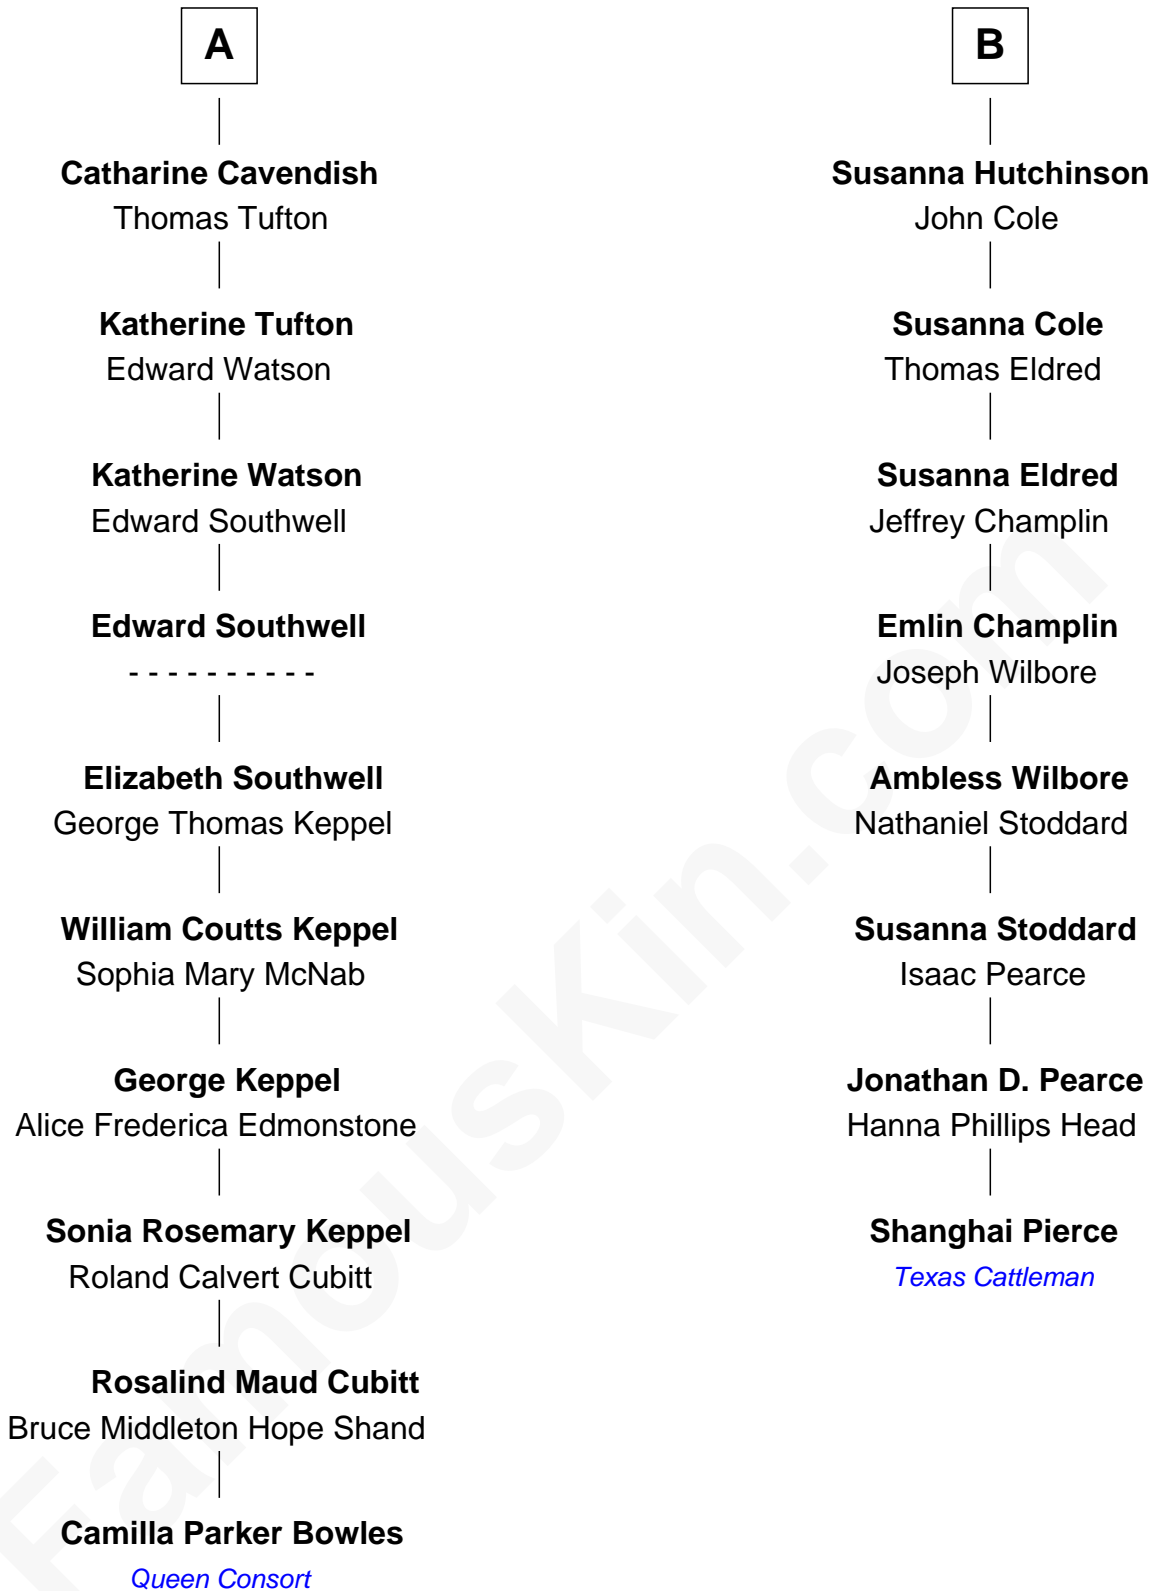 A
Catharine Cavendish
Thomas Tufton
Katherine Tufton
Edward Watson
Katherine Watson
Edward Southwell
Edward Southwell
- - - - - - - - - -
Elizabeth Southwell
George Thomas Keppel
William Coutts Keppel
Sophia Mary McNab
George Keppel
Alice Frederica Edmonstone
Sonia Rosemary Keppel
Roland Calvert Cubitt
Rosalind Maud Cubitt
Bruce Middleton Hope Shand
Camilla Parker Bowles
Queen Consort
B
Susanna Hutchinson
John Cole
Susanna Cole
Thomas Eldred
Susanna Eldred
Jeffrey Champlin
Emlin Champlin
Joseph Wilbore
Ambless Wilbore
Nathaniel Stoddard
Susanna Stoddard
Isaac Pearce
Jonathan D. Pearce
Hanna Phillips Head
Shanghai Pierce
Texas Cattleman
FamousKin.com